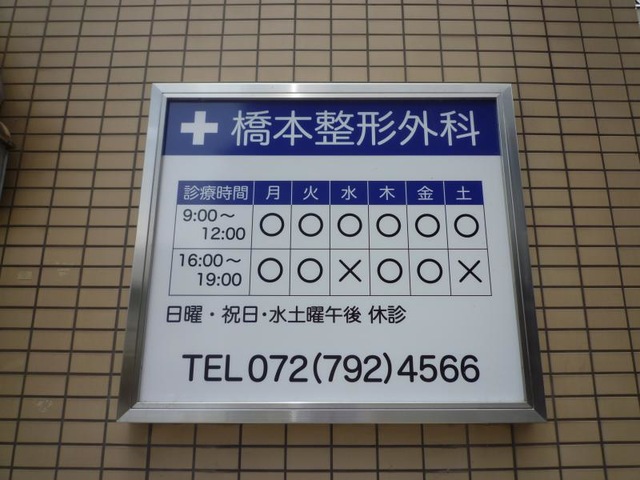 橋本整形外科
診療時間 月 火 水 木 金 土
9:00～
12:00 ○ ○ ○ ○ ○ ○
16:00～
19:00 ○ ○ × ○ ○ ×
日曜・祝日・水土曜午後 休診
TEL 072(792)4566